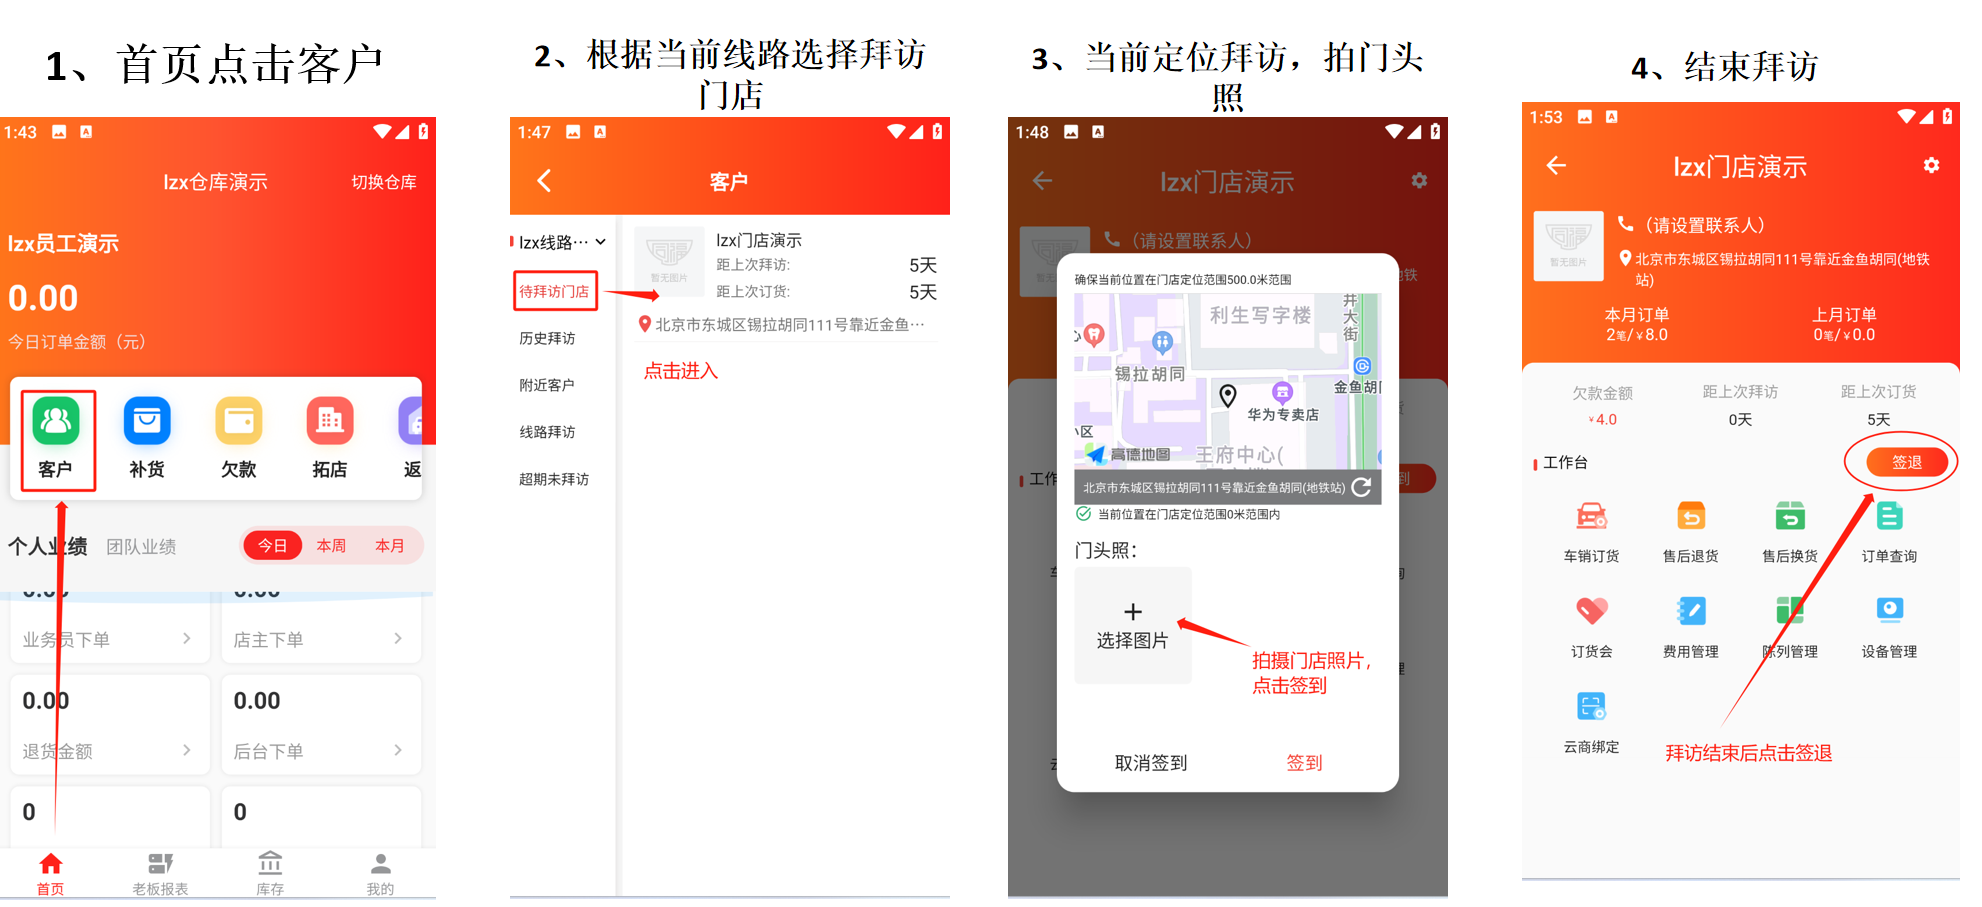 1、首页点击客户
1:43
lzx仓库演示
切换仓库
lzx员工演示
0.00
今日订单金额（元）
客户
补货
欠款
拓店
返
个人业绩
团队业绩
今日
本周
本月
0.00
0.00
业务员下单
店主下单
0.00
0.00
退货金额
后台下单
0
0
首页
老板报表
库存
我的
2、根据当前线路选择拜访
门店
1:47
客户
lzx线路···
待拜访门店
历史拜访
附近客户
线路拜访
超期未拜访
暂无图片
lzx门店演示
距上次拜访:
5天
距上次订货:
5天
北京市东城区锡拉胡同111号靠近金鱼···
点击进入
3、当前定位拜访，拍门头
照
1:48
lzx门店演示
（请设置联系人）
地铁
确保当前位置在门店定位范围500.0米范围
利生写字楼
井大街
锡拉胡同
金鱼胡
华为专卖店
小区
高德地图
王府中心(
北京市东城区锡拉胡同111号靠近金鱼胡同(地铁站)
当前位置在门店定位范围0米范围内
门头照：
选择图片
拍摄门店照片，
点击签到
取消签到
签到
工作
到
4、结束拜访
1:53
lzx门店演示
暂无图片
（请设置联系人）
北京市东城区锡拉胡同111号靠近金鱼胡同(地铁
站)
本月订单
2笔/￥8.0
上月订单
0笔/￥0.0
欠款金额
距上次拜访
距上次订货
￥4.0
0天
5天
工作台
签退
车销订货
售后退货
售后换货
订单查询
订货会
费用管理
陈列管理
设备管理
云商绑定
拜访结束后点击签退